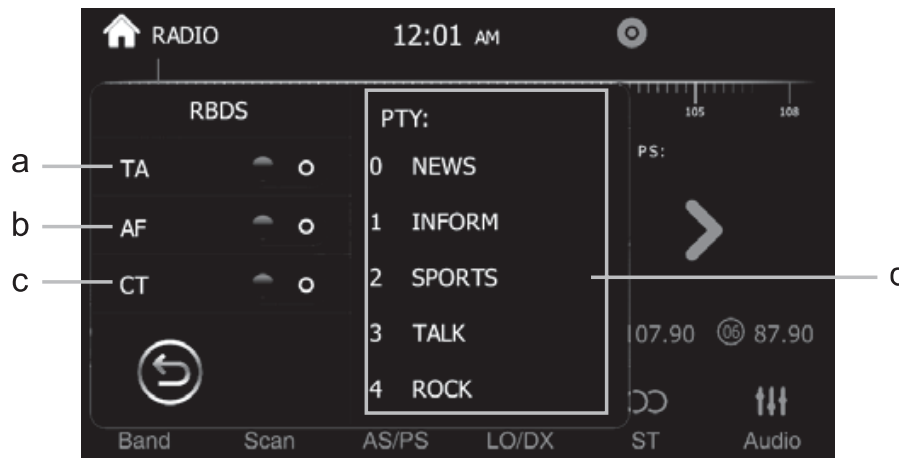 RADIO 12:01 AM
105 108
RBDS
PTY:
PS:
a TA
0 NEWS
b AF
1 INFORM
c CT
2 SPORTS
3 TALK
107.90 06 87.90
4 ROCK
Band Scan AS/PS LO/DX ST Audio